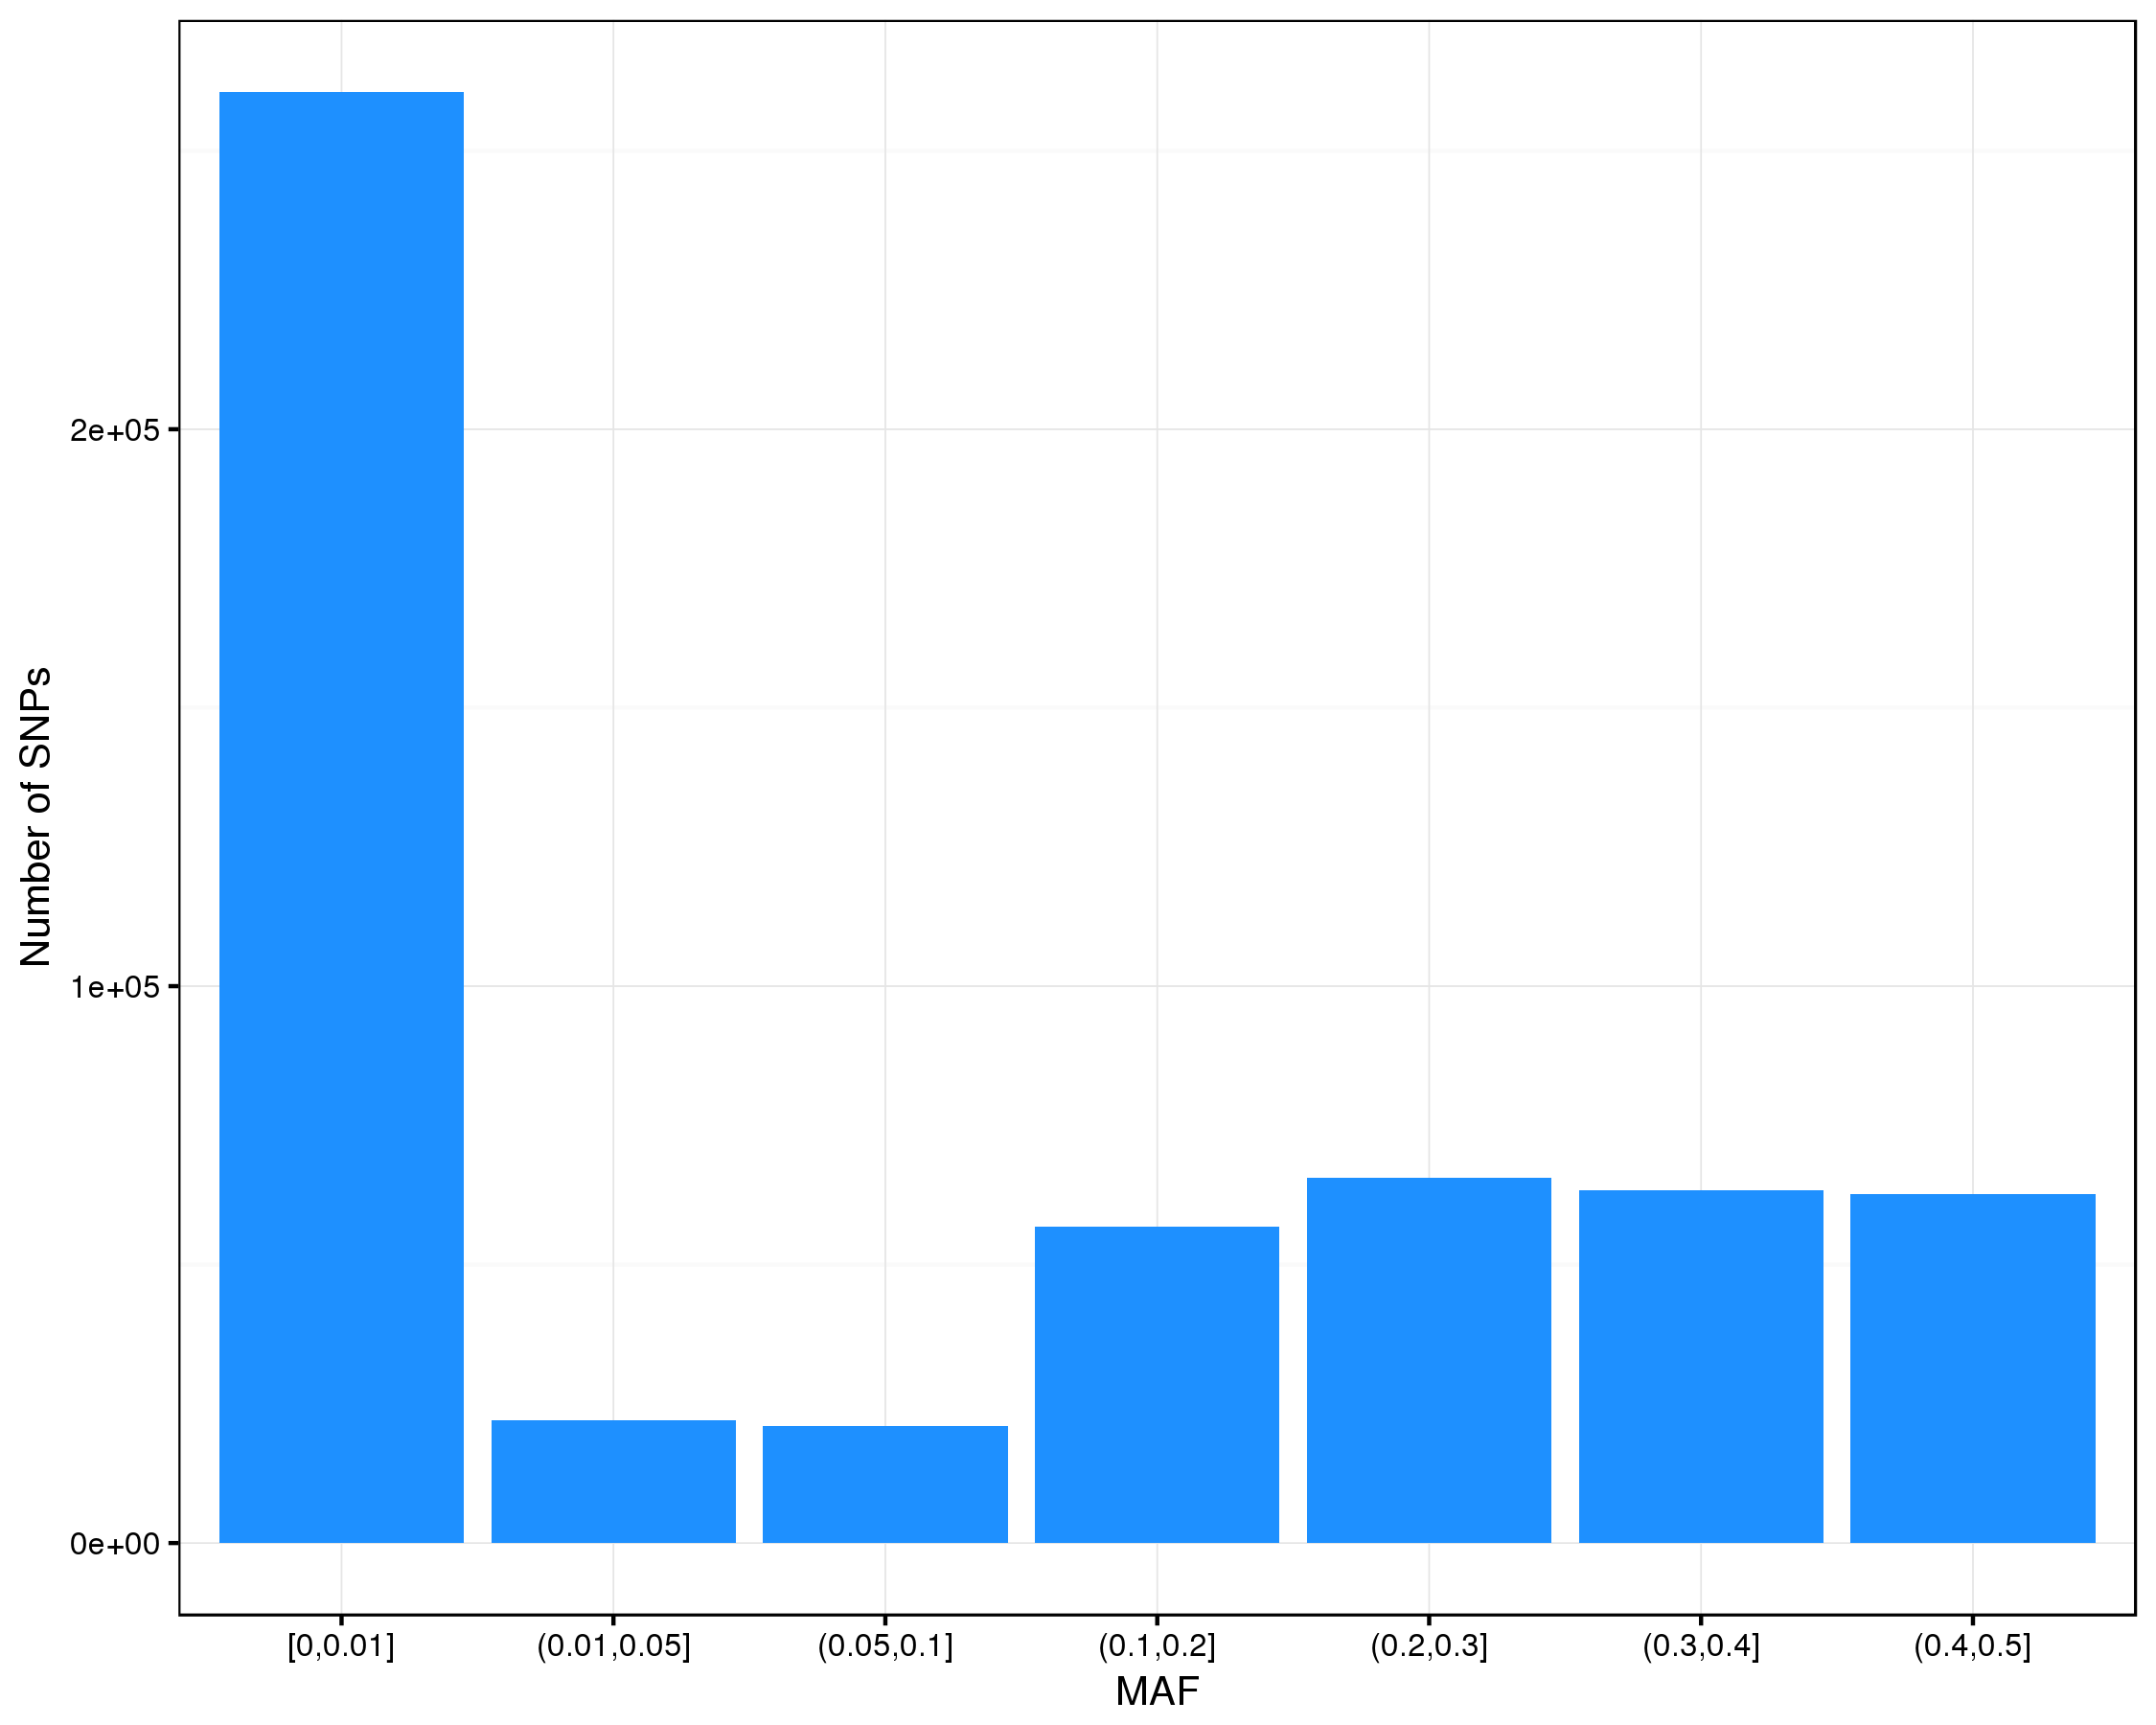 Number of SNPs
2e+05
1e+05
0e+00
[0,0.01] (0.01,0.05] (0.05,0.1] (0.1,0.2] (0.2,0.3] (0.3,0.4] (0.4,0.5]
MAF